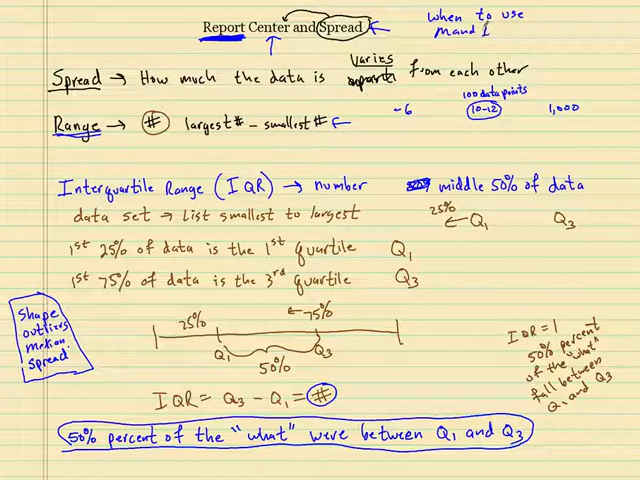 Report Center and Spread
when to use
m and I
Spread → How much the data is varies from each other
100 data points
-6 10-12 1,000
Range → # largest # - smallest # ←
Interquartile Range (IQR) → number middle 50% of data
data set → List smallest to largest
25%
← Q1 Q3
1st 25% of data is the 1st quartile Q1
1st 75% of data is the 3rd quartile Q3
Shape
outliers
median
spread
25% ← 75%
Q1 Q3
50%
IQR = 1
50% percent
of the "what"
fall between
Q1 and Q3
IQR = Q3 - Q1 = #
50% percent of the "what" were between Q1 and Q3